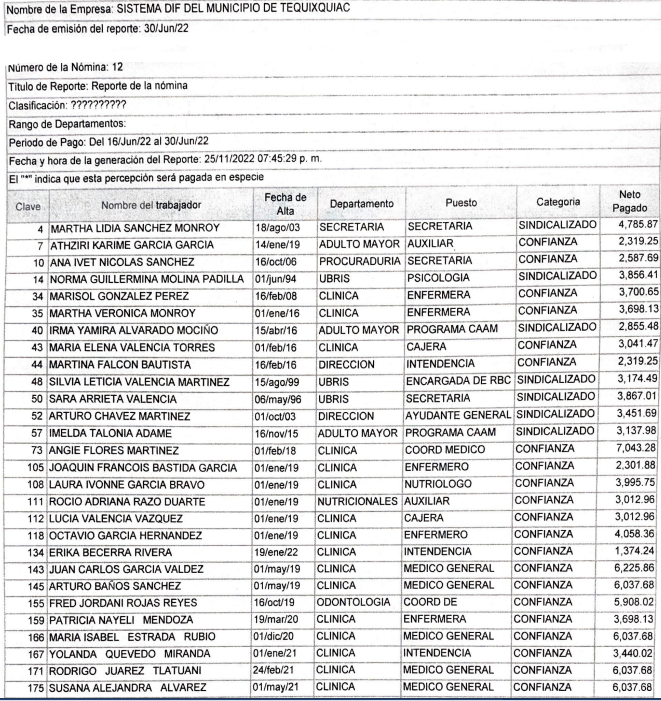 Nombre de la Empresa: SISTEMA DIF DEL MUNICIPIO DE TEQUIXQUIAC
Fecha de emisión del reporte: 30/Jun/22
Número de la Nómina: 12
Titulo de Reporte: Reporte de la nómina
Clasificación: ??????????
Rango de Departamentos:
Periodo de Pago: Del 16/Jun/22 al 30/Jun/22
Fecha y hora de la generación del Reporte: 25/11/2022 07:45:29 p. m.
El "*" indica que esta percepción será pagada en especie
Clave Nombre del trabajador Fecha de Alta Departamento Puesto Categoria Neto Pagado
4 MARTHA LIDIA SANCHEZ MONROY 18/ago/03 SECRETARIA SECRETARIA SINDICALIZADO 4,785.87
7 ATHZIRI KARIME GARCIA GARCIA 14/ene/19 ADULTO MAYOR AUXILIAR CONFIANZA 2,319.25
10 ANA IVET NICOLAS SANCHEZ 16/oct/06 PROCURADURIA SECRETARIA CONFIANZA 2,587.69
14 NORMA GUILLERMINA MOLINA PADILLA 01/jun/94 UBRIS PSICOLOGIA SINDICALIZADO 3,856.41
34 MARISOL GONZALEZ PEREZ 16/feb/08 CLINICA ENFERMERA CONFIANZA 3,700.65
35 MARTHA VERONICA MONROY 01/ene/16 CLINICA ENFERMERA CONFIANZA 3,698.13
40 IRMA YAMIRA ALVARADO MOCIÑO 15/abr/16 ADULTO MAYOR PROGRAMA CAAM SINDICALIZADO 2,855.48
43 MARIA ELENA VALENCIA TORRES 01/feb/16 CLINICA CAJERA CONFIANZA 3,041.47
44 MARTINA FALCON BAUTISTA 16/feb/16 DIRECCION INTENDENCIA CONFIANZA 2,319.25
48 SILVIA LETICIA VALENCIA MARTINEZ 15/ago/99 UBRIS ENCARGADA DE RBC SINDICALIZADO 3,174.49
50 SARA ARRIETA VALENCIA 06/may/96 UBRIS SECRETARIA SINDICALIZADO 3,867.01
52 ARTURO CHAVEZ MARTINEZ 01/oct/03 DIRECCION AYUDANTE GENERAL SINDICALIZADO 3,451.69
57 IMELDA TALONIA ADAME 16/nov/15 ADULTO MAYOR PROGRAMA CAAM SINDICALIZADO 3,137.98
73 ANGIE FLORES MARTINEZ 01/feb/18 CLINICA COORD MEDICO CONFIANZA 7,043.28
105 JOAQUIN FRANCOIS BASTIDA GARCIA 01/ene/19 CLINICA ENFERMERO CONFIANZA 2,301.88
108 LAURA IVONNE GARCIA BRAVO 01/ene/19 CLINICA NUTRIOLOGO CONFIANZA 3,995.75
111 ROCIO ADRIANA RAZO DUARTE 01/ene/19 NUTRICIONALES AUXILIAR CONFIANZA 3,012.96
112 LUCIA VALENCIA VAZQUEZ 01/ene/19 CLINICA CAJERA CONFIANZA 3,012.96
118 OCTAVIO GARCIA HERNANDEZ 01/ene/19 CLINICA ENFERMERO CONFIANZA 4,058.36
134 ERIKA BECERRA RIVERA 19/ene/22 CLINICA INTENDENCIA CONFIANZA 1,374.24
143 JUAN CARLOS GARCIA VALDEZ 01/may/19 CLINICA MEDICO GENERAL CONFIANZA 6,225.86
145 ARTURO BAÑOS SANCHEZ 01/may/19 CLINICA MEDICO GENERAL CONFIANZA 6,037.68
155 FRED JORDANI ROJAS REYES 16/oct/19 ODONTOLOGIA COORD DE CONFIANZA 5,908.02
159 PATRICIA NAYELI MENDOZA 19/mar/20 CLINICA ENFERMERA CONFIANZA 3,698.13
166 MARIA ISABEL ESTRADA RUBIO 01/dic/20 CLINICA MEDICO GENERAL CONFIANZA 6,037.68
167 YOLANDA QUEVEDO MIRANDA 01/ene/21 CLINICA INTENDENCIA CONFIANZA 3,440.02
171 RODRIGO JUAREZ TLATUANI 24/feb/21 CLINICA MEDICO GENERAL CONFIANZA 6,037.68
175 SUSANA ALEJANDRA ALVAREZ 01/may/21 CLINICA MEDICO GENERAL CONFIANZA 6,037.68